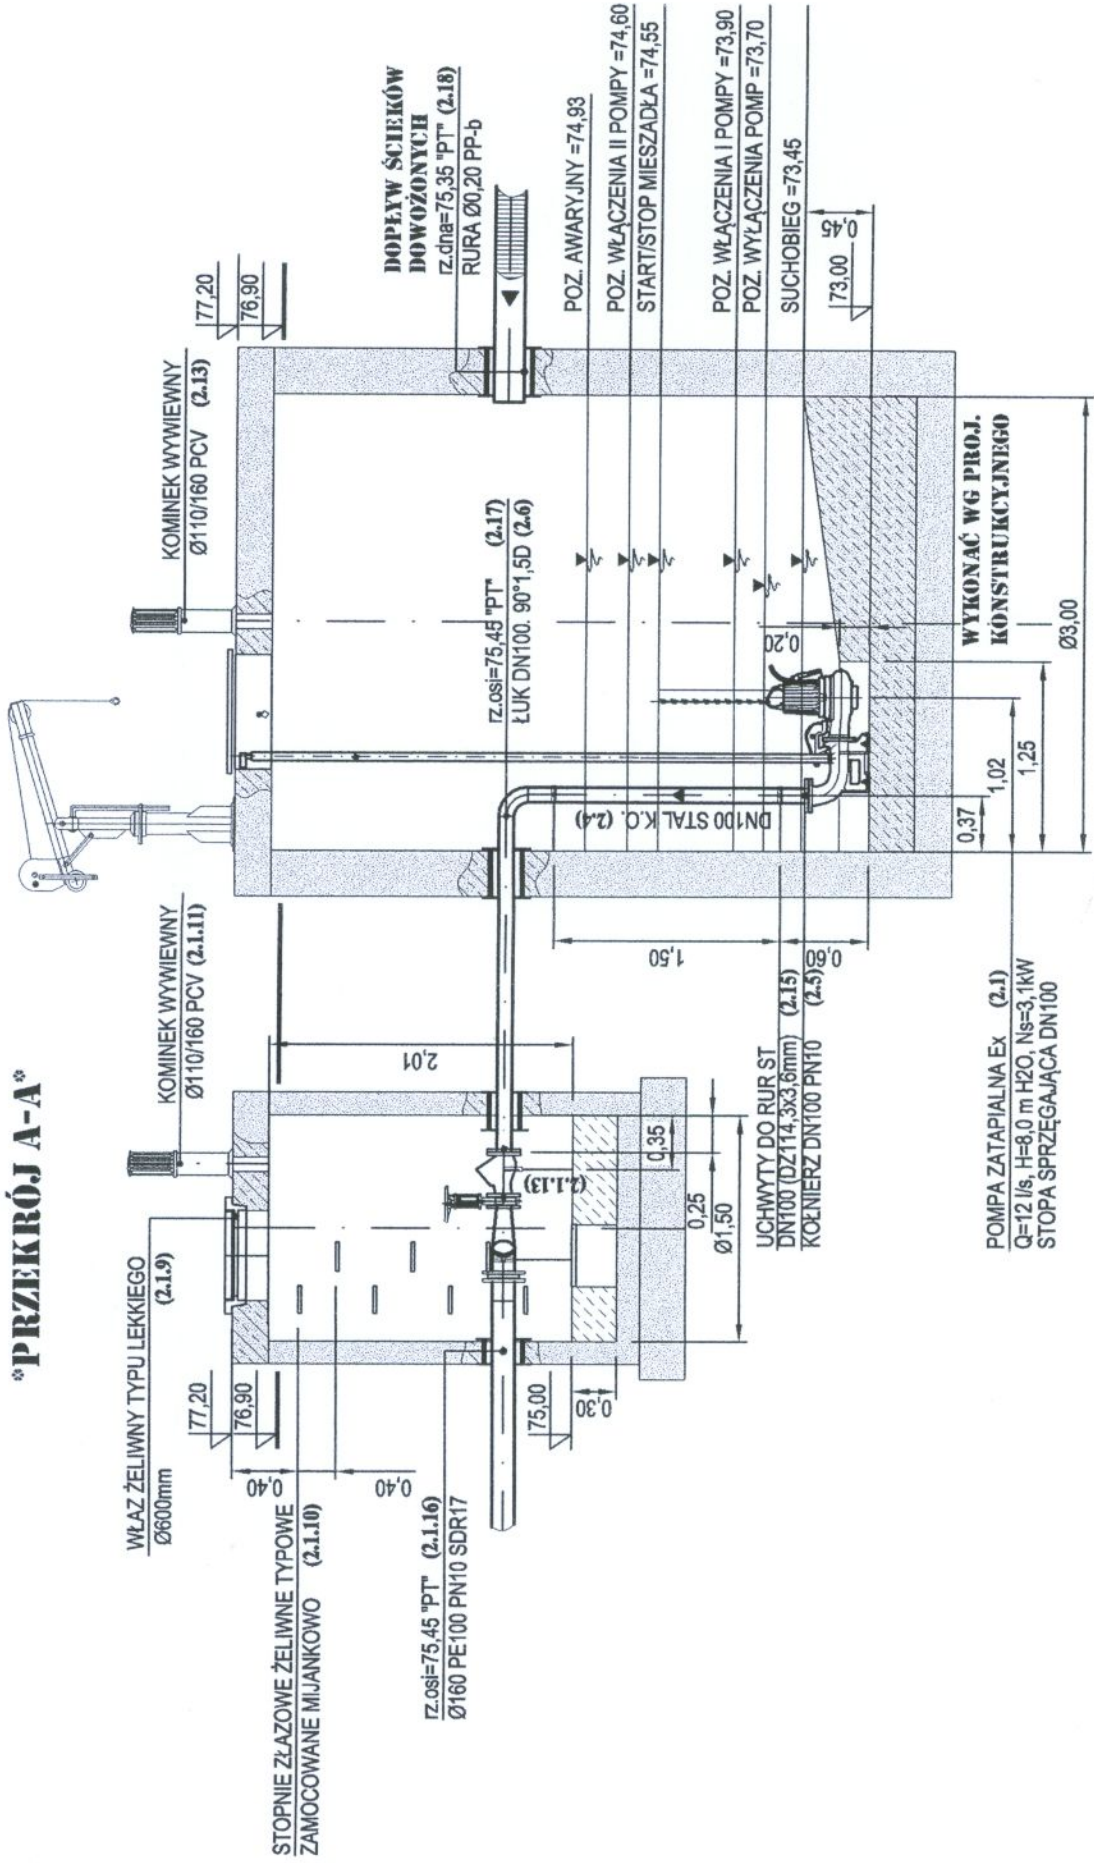 *PRZEKRÓJ A-A*
WŁAZ ŻELIWNY TYPU LEKKIEGO
Ø600mm (2.1.9)
KOMINEK WYWIEWNY
Ø110/160 PCV (2.1.11)
KOMINEK WYWIEWNY
Ø110/160 PCV (2.13)
77,20
76,90
77,20
76,90
0,40
0,40
STOPNIE ZŁAZOWE ŻELIWNE TYPOWE
ZAMOCOWANE MIJANKOWO (2.1.10)
rz.osi=75,45 "PT" (2.1.16)
Ø160 PE100 PN10 SDR17
75,00
0,30
2,01
(2.1.13)
0,35
0,25
Ø1,50
DOPŁYW ŚCIEKÓW
DOWOŻONYCH
rz.dna=75,35 "PT" (2.18)
RURA Ø0,20 PP-b
rz.osi=75,45 "PT" (2.17)
ŁUK DN100. 90°1,5D (2.6)
DN100 STAL K.O. (2.4)
1,50
0,60
POZ. AWARYJNY =74,93
POZ. WŁĄCZENIA II POMPY =74,60
START/STOP MIESZADŁA =74,55
POZ. WŁĄCZENIA I POMPY =73,90
POZ. WYŁĄCZENIA POMP =73,70
SUCHOBIEG =73,45
0,45
73,00
0,20
WYKONAĆ WG PROJ.
KONSTRUKCYJNEGO
UCHWYTY DO RUR ST
DN100 (DZ114,3x3,6mm) (2.15)
KOŁNIERZ DN100 PN10 (2.5)
0,37
1,02
1,25
Ø3,00
POMPA ZATAPIALNA Ex (2.1)
Q=12 l/s, H=8,0 m H2O, Ns=3,1kW
STOPA SPRZĘGAJĄCA DN100